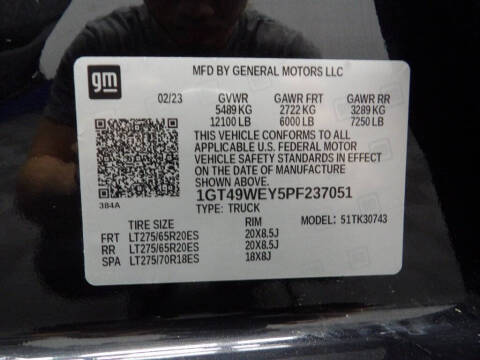 gm
MFD BY GENERAL MOTORS LLC
02/23 GVWR GAWR FRT GAWR RR
5489 KG 2722 KG 3289 KG
12100 LB 6000 LB 7250 LB
THIS VEHICLE CONFORMS TO ALL
APPLICABLE U.S. FEDERAL MOTOR
VEHICLE SAFETY STANDARDS IN EFFECT
ON THE DATE OF MANUFACTURE
SHOWN ABOVE.
1GT49WEY5PF237051
384A TYPE: TRUCK
TIRE SIZE RIM MODEL: 51TK30743
FRT LT275/65R20ES 20X8.5J
RR LT275/65R20ES 20X8.5J
SPA LT275/70R18ES 18X8J